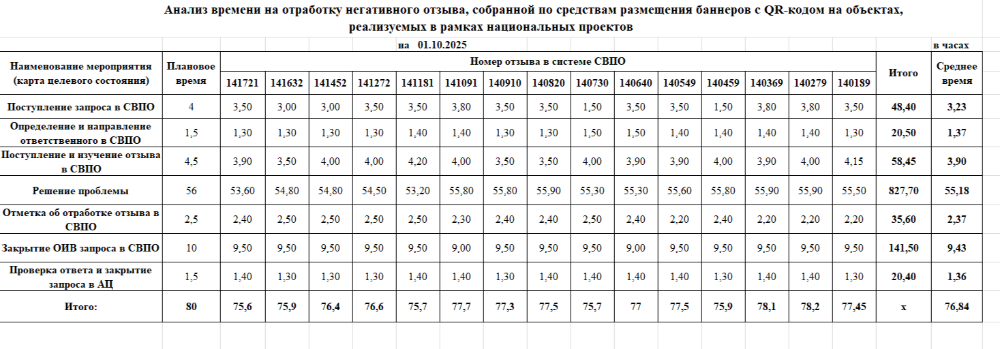 Анализ времени на отработку негативного отзыва, собранной по средствам размещения баннеров с QR-кодом на объектах,
реализуемых в рамках национальных проектов
на 01.10.2025 в часах
Наименование мероприятия
(карта целевого состояния)
Плановое
время
Номер отзыва в системе СВПО
141721 141632 141452 141272 141181 141091 140910 140820 140730 140640 140549 140459 140369 140279 140189
Итого
Среднее
время
Поступление запроса в СВПО 4 3,50 3,00 3,00 3,50 3,50 3,80 3,50 3,50 1,50 3,50 3,50 1,50 3,80 3,80 3,50 48,40 3,23
Определение и направление
ответственного в СВПО 1,5 1,30 1,30 1,30 1,30 1,40 1,40 1,30 1,30 1,50 1,50 1,40 1,40 1,40 1,40 1,30 20,50 1,37
Поступление и изучение отзыва
в СВПО 4,5 3,90 3,50 4,00 4,00 4,20 4,00 3,50 3,50 4,00 3,90 3,90 4,00 3,90 4,00 4,15 58,45 3,90
Решение проблемы 56 53,60 54,80 54,80 54,50 53,20 55,80 55,80 55,90 55,30 55,30 55,60 55,80 55,90 55,90 55,50 827,70 55,18
Отметка об отработке отзыва в
СВПО 2,5 2,40 2,50 2,50 2,50 2,50 2,30 2,40 2,40 2,50 2,40 2,20 2,40 2,20 2,20 2,20 35,60 2,37
Закрытие ОИВ запроса в СВПО 10 9,50 9,50 9,50 9,50 9,50 9,00 9,50 9,50 9,50 9,00 9,50 9,50 9,50 9,50 9,50 141,50 9,43
Проверка ответа и закрытие
запроса в АЦ 1,5 1,40 1,30 1,30 1,30 1,40 1,40 1,30 1,40 1,40 1,40 1,40 1,30 1,40 1,40 1,30 20,40 1,36
Итого: 80 75,6 75,9 76,4 76,6 75,7 77,7 77,3 77,5 75,7 77 77,5 75,9 78,1 78,2 77,45 х 76,84